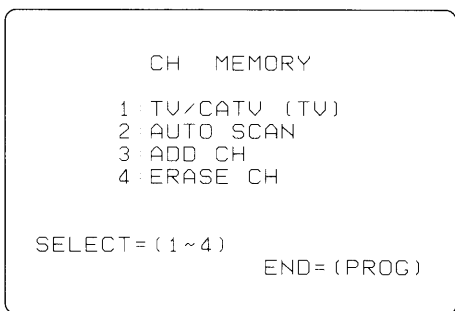 CH MEMORY
1:TV/CATV (TV)
2:AUTO SCAN
3:ADD CH
4:ERASE CH
SELECT=(1~4)
END=(PROG)